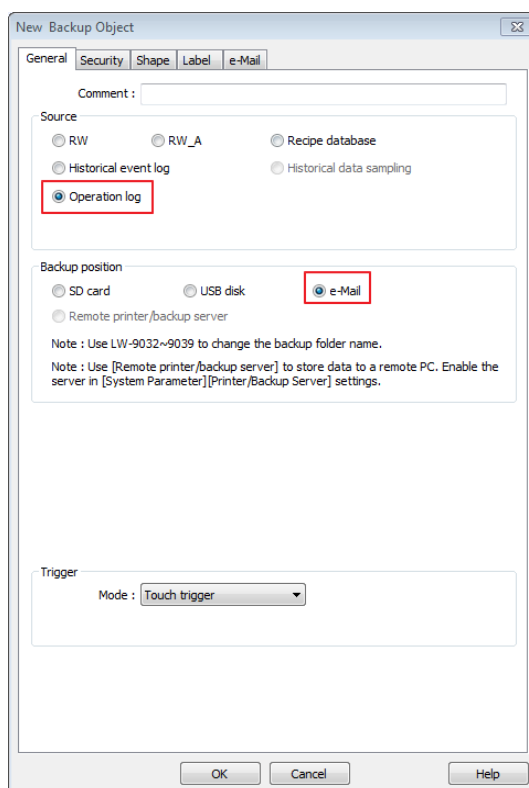 New Backup Object
General Security Shape Label e-Mail
Comment :
Source
RW RW_A Recipe database
Historical event log Historical data sampling
Operation log
Backup position
SD card USB disk e-Mail
Remote printer/backup server
Note : Use LW-9032~9039 to change the backup folder name.
Note : Use [Remote printer/backup server] to store data to a remote PC. Enable the
server in [System Parameter][Printer/Backup Server] settings.
Trigger
Mode : Touch trigger
OK Cancel Help